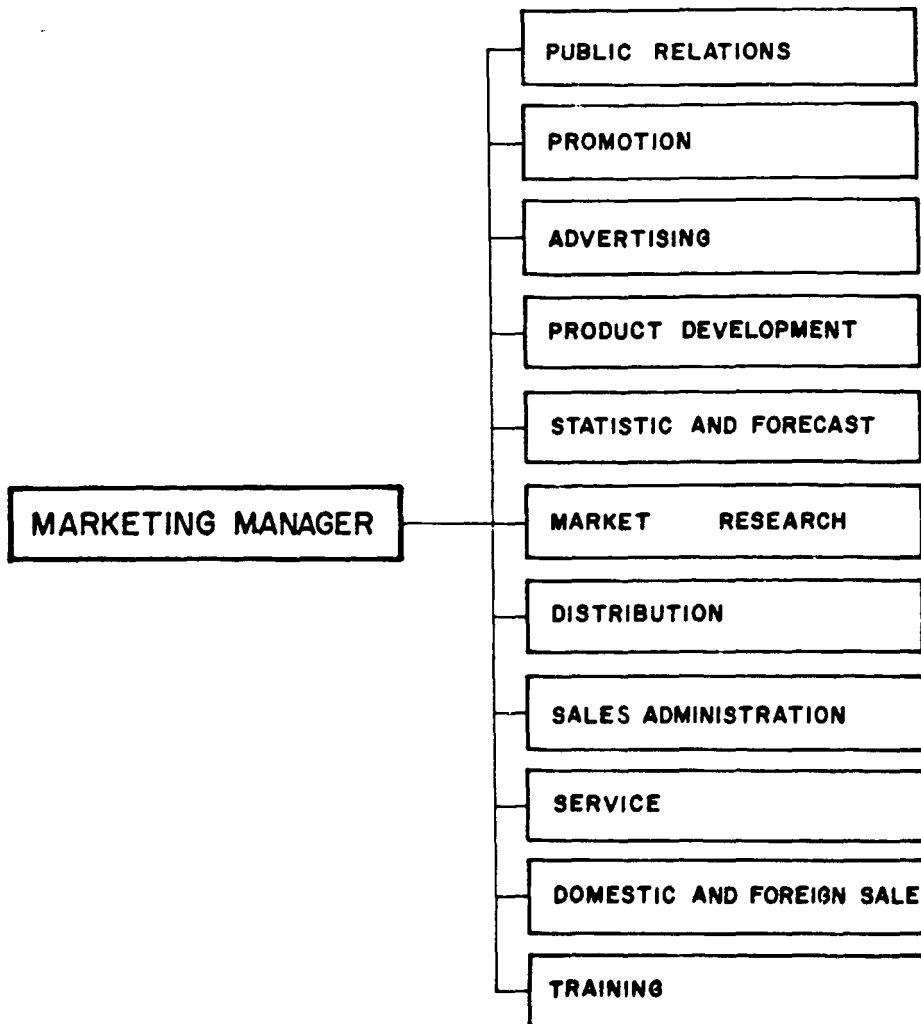 PUBLIC RELATIONS
PROMOTION
ADVERTISING
PRODUCT DEVELOPMENT
STATISTIC AND FORECAST
MARKETING MANAGER
MARKET RESEARCH
DISTRIBUTION
SALES ADMINISTRATION
SERVICE
DOMESTIC AND FOREIGN SALE
TRAINING